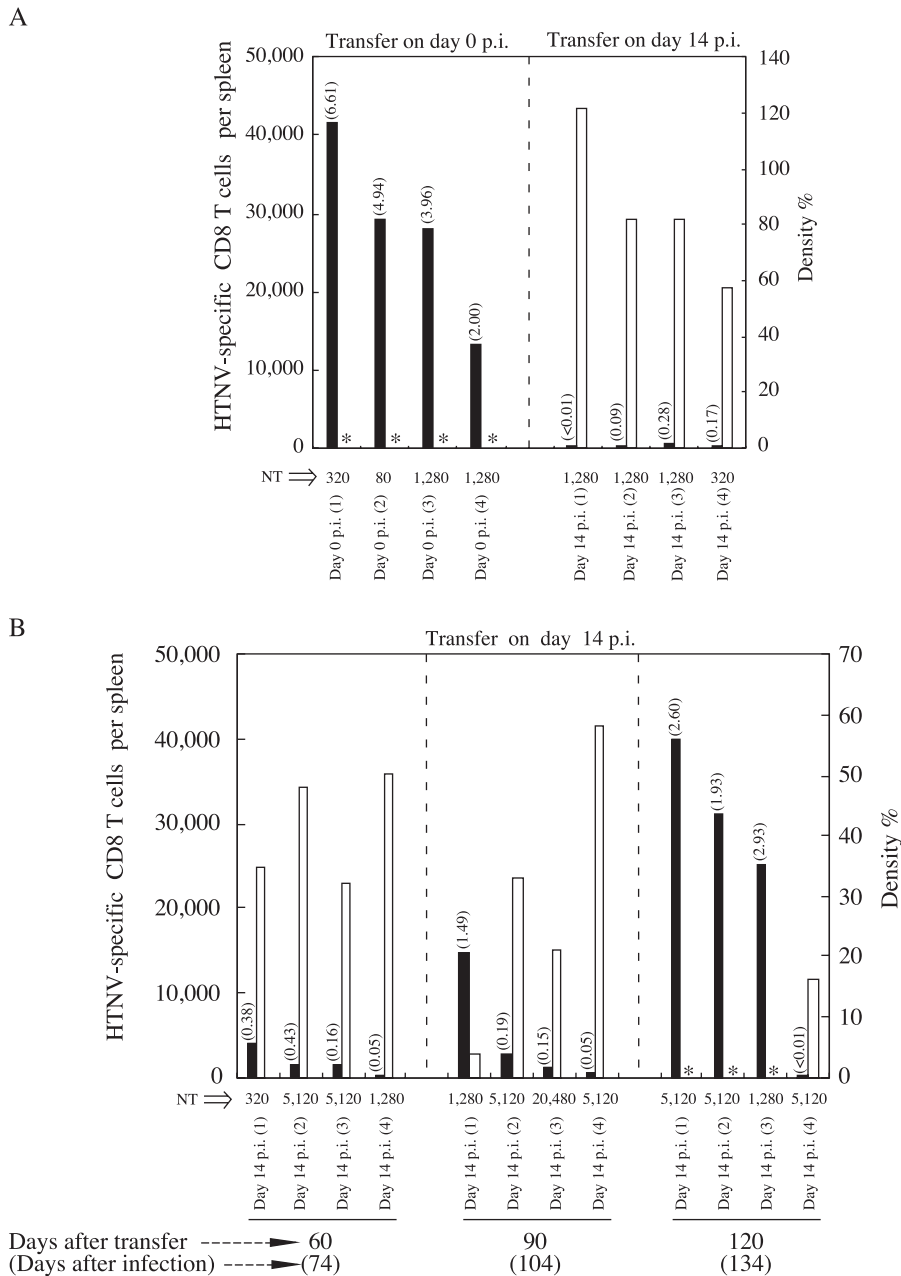 A
Transfer on day 0 p.i.
Transfer on day 14 p.i.
HTNV-specific CD8 T cells per spleen
50,000
40,000
30,000
20,000
10,000
0
(6.61)
(4.94)
(3.96)
(2.00)
* * * *
(<0.01)
(0.09)
(0.28)
(0.17)
140
120
100
80
60
40
20
0
Density %
NT 320 80 1,280 1,280 1,280 1,280 1,280 320
Day 0 p.i. (1)
Day 0 p.i. (2)
Day 0 p.i. (3)
Day 0 p.i. (4)
Day 14 p.i. (1)
Day 14 p.i. (2)
Day 14 p.i. (3)
Day 14 p.i. (4)
B
Transfer on day 14 p.i.
HTNV-specific CD8 T cells per spleen
50,000
40,000
30,000
20,000
10,000
0
(0.38)
(0.43)
(0.16)
(0.05)
(1.49)
(0.19)
(0.15)
(0.05)
(2.60)
(1.93)
(2.93)
(<0.01)
* * *
70
60
50
40
30
20
10
0
Density %
NT 320 5,120 5,120 1,280 1,280 5,120 20,480 5,120 5,120 5,120 1,280 5,120
Day 14 p.i. (1)
Day 14 p.i. (2)
Day 14 p.i. (3)
Day 14 p.i. (4)
Day 14 p.i. (1)
Day 14 p.i. (2)
Day 14 p.i. (3)
Day 14 p.i. (4)
Day 14 p.i. (1)
Day 14 p.i. (2)
Day 14 p.i. (3)
Day 14 p.i. (4)
Days after transfer 60 90 120
(Days after infection) (74) (104) (134)